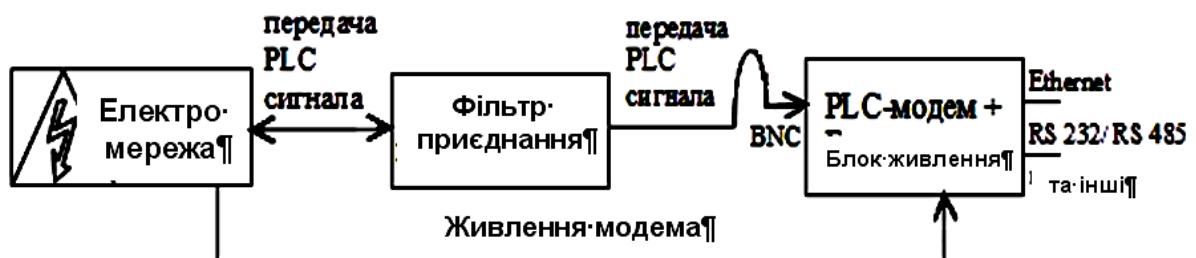 передача
PLC
сигнала
передача
PLC
сигнала
Електро·
мережа¶
Фільтр·
приєднання¶
BNC
PLC-модем +
Блок·живлення¶
Ethernet
RS 232/ RS 485
та·інші¶
Живлення·модема¶